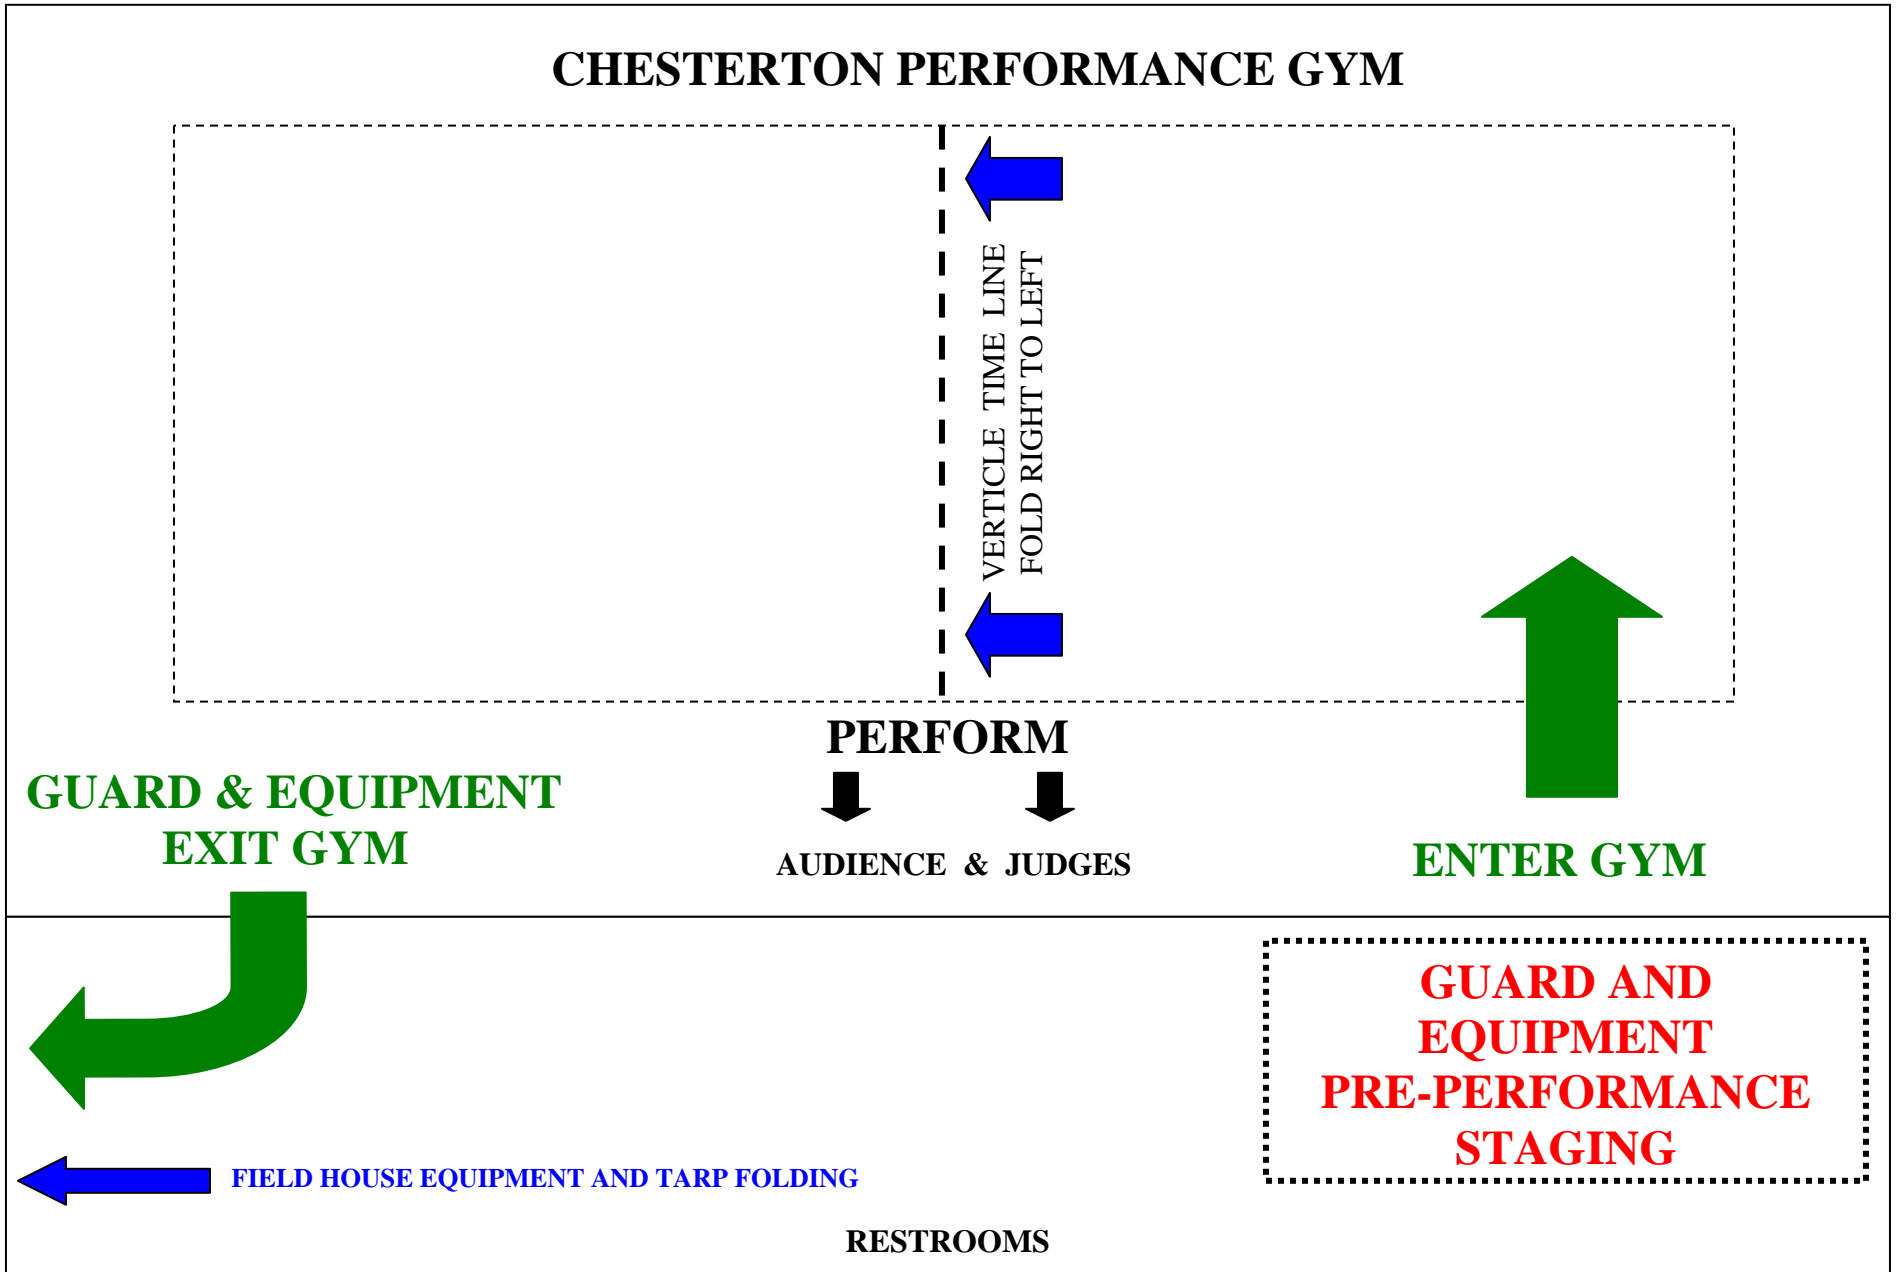 CHESTERTON PERFORMANCE GYM
VERTICLE TIME LINE
FOLD RIGHT TO LEFT
PERFORM
GUARD & EQUIPMENT
EXIT GYM
AUDIENCE & JUDGES
ENTER GYM
GUARD AND
EQUIPMENT
PRE-PERFORMANCE
STAGING
FIELD HOUSE EQUIPMENT AND TARP FOLDING
RESTROOMS